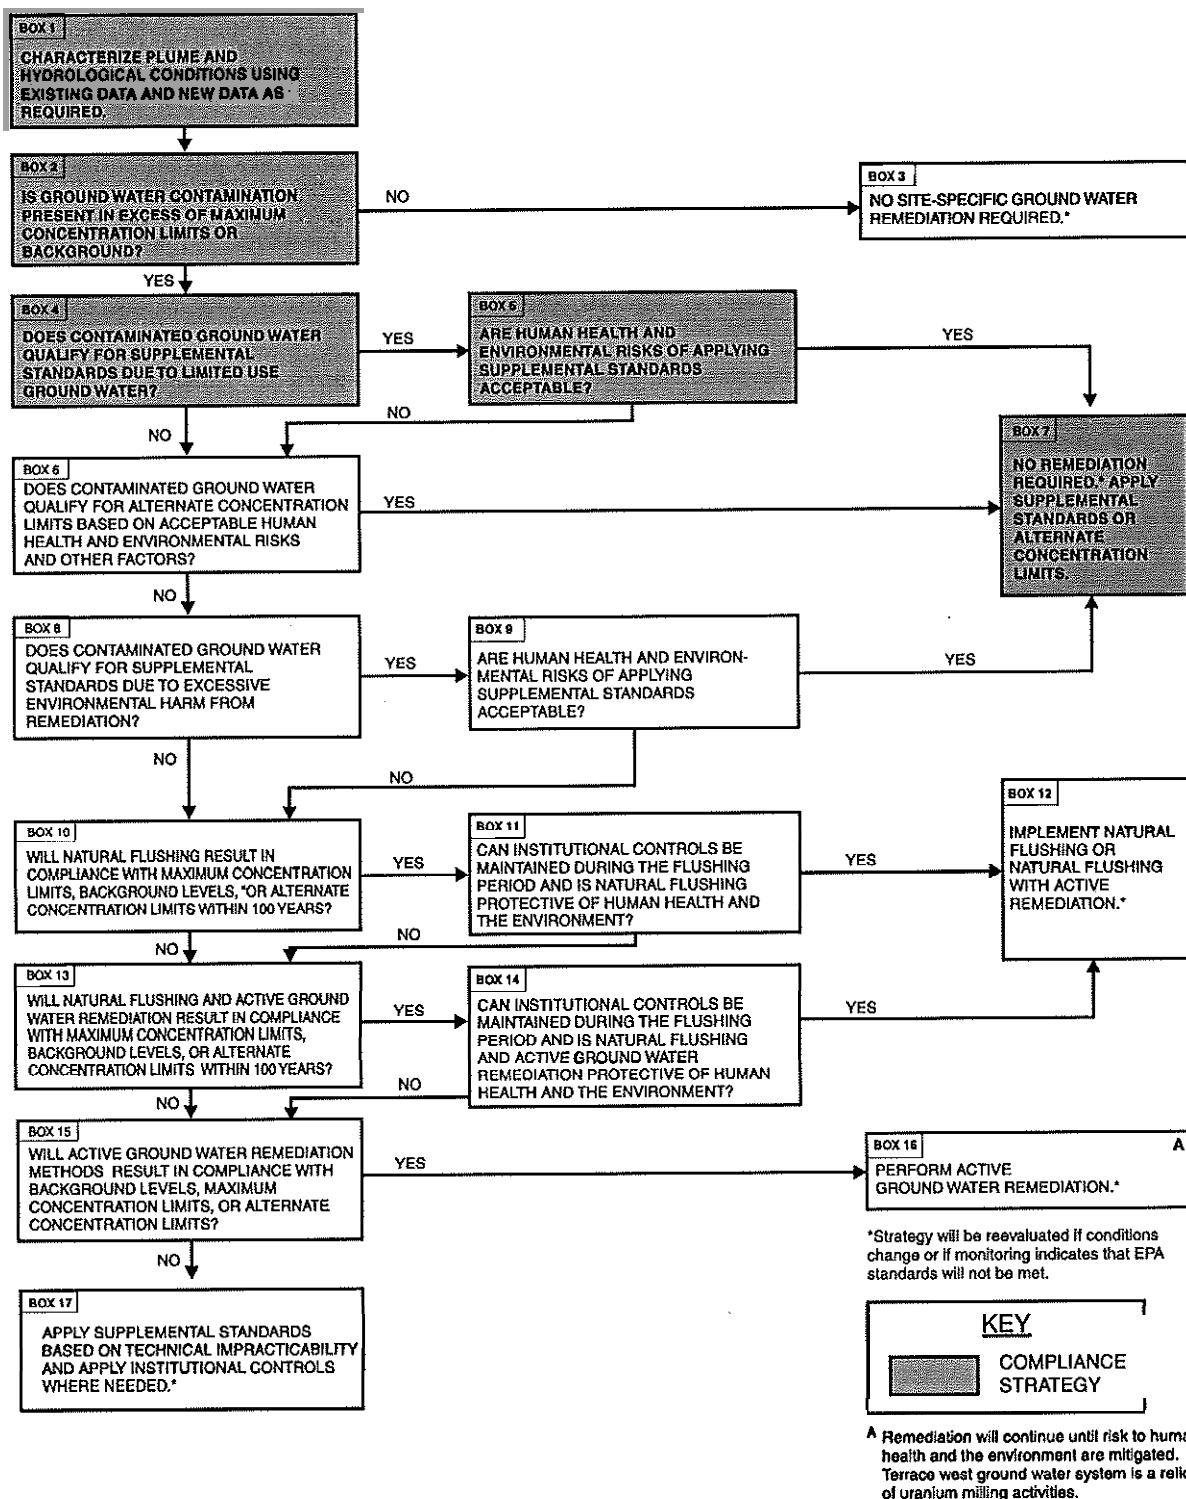 BOX 1
CHARACTERIZE PLUME AND
HYDROLOGICAL CONDITIONS USING
EXISTING DATA AND NEW DATA AS
REQUIRED.
BOX 2
IS GROUND WATER CONTAMINATION
PRESENT IN EXCESS OF MAXIMUM
CONCENTRATION LIMITS OR
BACKGROUND?
NO
BOX 3
NO SITE-SPECIFIC GROUND WATER
REMEDIATION REQUIRED.*
YES
BOX 4
DOES CONTAMINATED GROUND WATER
QUALIFY FOR SUPPLEMENTAL
STANDARDS DUE TO LIMITED USE
GROUND WATER?
YES
BOX 5
ARE HUMAN HEALTH AND
ENVIRONMENTAL RISKS OF APPLYING
SUPPLEMENTAL STANDARDS
ACCEPTABLE?
YES
NO
NO
BOX 6
DOES CONTAMINATED GROUND WATER
QUALIFY FOR ALTERNATE CONCENTRATION
LIMITS BASED ON ACCEPTABLE HUMAN
HEALTH AND ENVIRONMENTAL RISKS
AND OTHER FACTORS?
YES
BOX 7
NO REMEDIATION
REQUIRED.* APPLY
SUPPLEMENTAL
STANDARDS OR
ALTERNATE
CONCENTRATION
LIMITS.
NO
BOX 8
DOES CONTAMINATED GROUND WATER
QUALIFY FOR SUPPLEMENTAL
STANDARDS DUE TO EXCESSIVE
ENVIRONMENTAL HARM FROM
REMEDIATION?
YES
BOX 9
ARE HUMAN HEALTH AND ENVIRON-
MENTAL RISKS OF APPLYING
SUPPLEMENTAL STANDARDS
ACCEPTABLE?
YES
NO
NO
BOX 10
WILL NATURAL FLUSHING RESULT IN
COMPLIANCE WITH MAXIMUM CONCENTRATION
LIMITS, BACKGROUND LEVELS, *OR ALTERNATE
CONCENTRATION LIMITS WITHIN 100 YEARS?
YES
BOX 11
CAN INSTITUTIONAL CONTROLS BE
MAINTAINED DURING THE FLUSHING
PERIOD AND IS NATURAL FLUSHING
PROTECTIVE OF HUMAN HEALTH AND
THE ENVIRONMENT?
YES
BOX 12
IMPLEMENT NATURAL
FLUSHING OR
NATURAL FLUSHING
WITH ACTIVE
REMEDIATION.*
NO
NO
BOX 13
WILL NATURAL FLUSHING AND ACTIVE GROUND
WATER REMEDIATION RESULT IN COMPLIANCE
WITH MAXIMUM CONCENTRATION LIMITS,
BACKGROUND LEVELS, OR ALTERNATE
CONCENTRATION LIMITS WITHIN 100 YEARS?
YES
BOX 14
CAN INSTITUTIONAL CONTROLS BE
MAINTAINED DURING THE FLUSHING
PERIOD AND IS NATURAL FLUSHING
AND ACTIVE GROUND WATER
REMEDIATION PROTECTIVE OF HUMAN
HEALTH AND THE ENVIRONMENT?
YES
NO
NO
BOX 15
WILL ACTIVE GROUND WATER REMEDIATION
METHODS RESULT IN COMPLIANCE WITH
BACKGROUND LEVELS, MAXIMUM
CONCENTRATION LIMITS, OR ALTERNATE
CONCENTRATION LIMITS?
YES
BOX 16
A
PERFORM ACTIVE
GROUND WATER REMEDIATION.*
NO
*Strategy will be reevaluated if conditions
change or if monitoring indicates that EPA
standards will not be met.
BOX 17
APPLY SUPPLEMENTAL STANDARDS
BASED ON TECHNICAL IMPRACTICABILITY
AND APPLY INSTITUTIONAL CONTROLS
WHERE NEEDED.*
KEY
COMPLIANCE
STRATEGY
A Remediation will continue until risk to huma
health and the environment are mitigated.
Terrace west ground water system is a relic
of uranium milling activities.